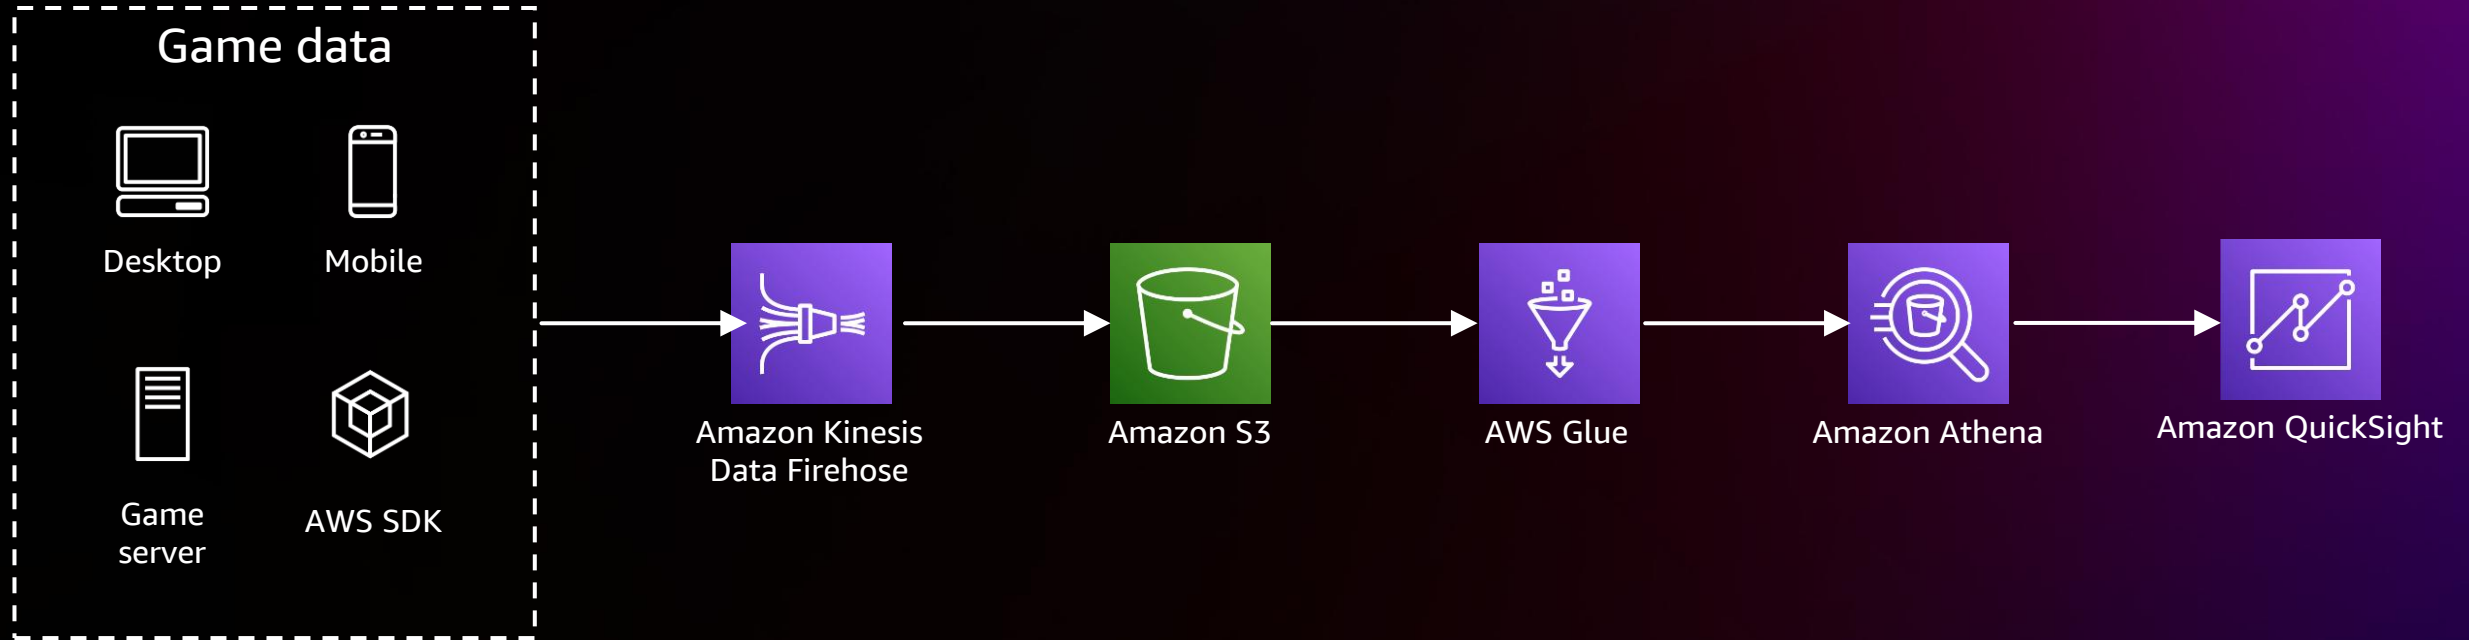 Game data
Desktop
Mobile
Game
server
AWS SDK
Amazon Kinesis
Data Firehose
Amazon S3
AWS Glue
Amazon Athena
Amazon QuickSight